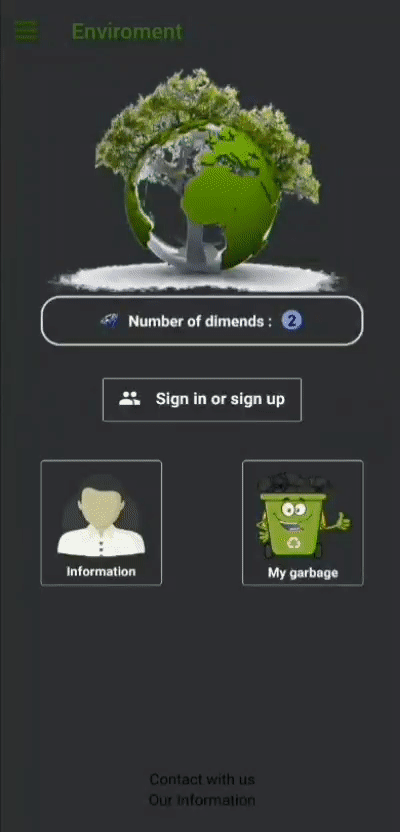 Enviroment
Number of dimends : 2
Sign in or sign up
Information
My garbage
Contact with us
Our Information